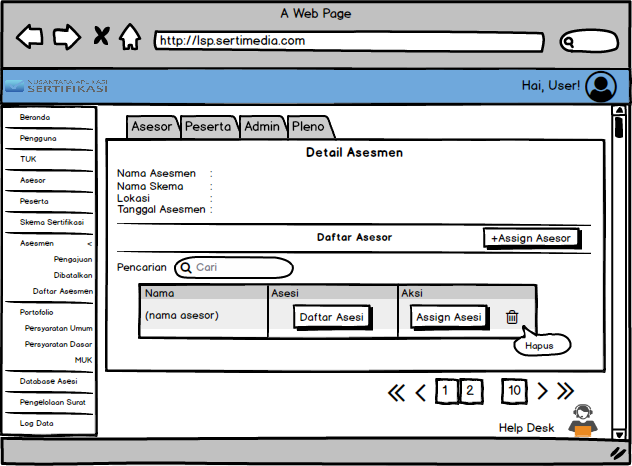 A Web Page
http://lsp.sertimedia.com
NUSANTARA APLIKASI
SERTIFIKASI
Hai, User!
Beranda
Pengguna
TUK
Asesor
Peserta
Skema Sertifikasi
Asesmen <
Pengajuan
Dibatalkan
Daftar Asesmen
Portofolio
Persyaratan Umum
Persyaratan Dasar
MUK
Database Asesi
Pengelolaan Surat
Log Data
Asesor Peserta Admin Pleno
Detail Asesmen
Nama Asesmen :
Nama Skema :
Lokasi :
Tanggal Asesmen :
Daftar Asesor
+Assign Asesor
Pencarian Cari
Nama Asesi Aksi
(nama asesor) Daftar Asesi Assign Asesi
Hapus
1 2 10
Help Desk